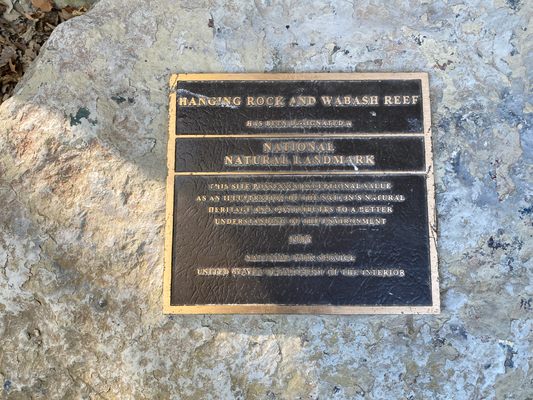 HANGING ROCK AND WABASH REEF
HAS BEEN DESIGNATED A
NATIONAL
NATURAL LANDMARK
THIS SITE POSSESSES EXCEPTIONAL VALUE
AS AN ILLUSTRATION OF THE NATION'S NATURAL
HERITAGE AND CONTRIBUTES TO A BETTER
UNDERSTANDING OF THE ENVIRONMENT
NATIONAL PARK SERVICE
UNITED STATES DEPARTMENT OF THE INTERIOR